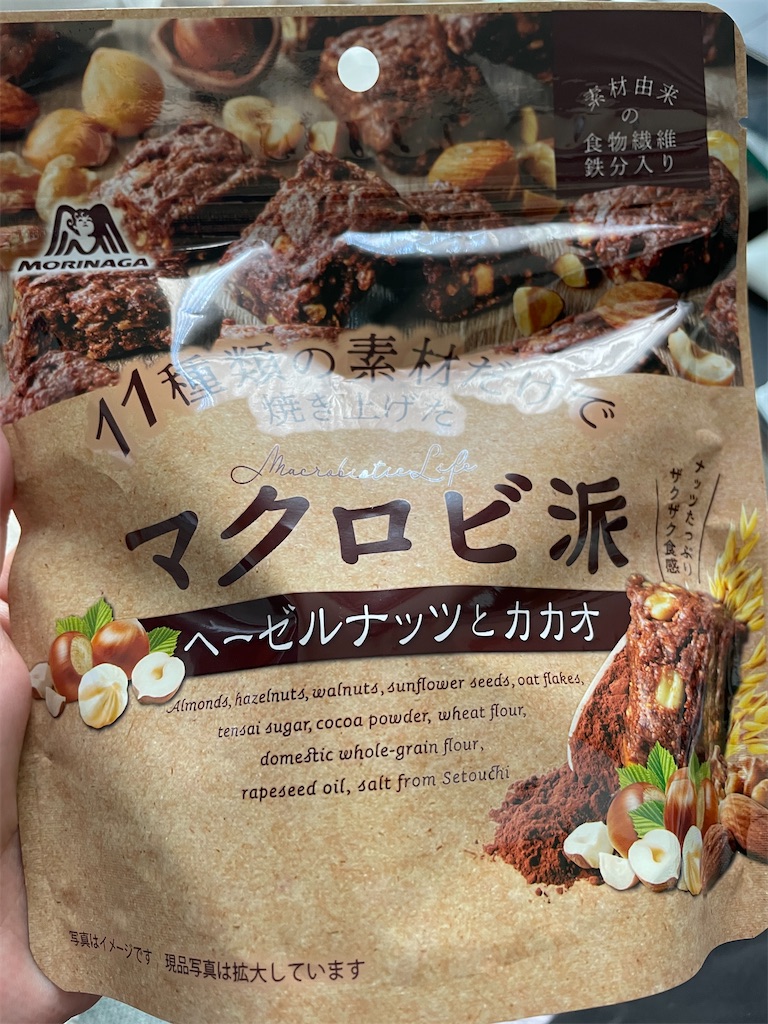 素材由来
の
食物繊維
鉄分入り
MORINAGA
11種類の素材だけで
焼き上げた
Macrobiotic Life
マクロビ派
ナッツたっぷり
ザクザク食感
ヘーゼルナッツとカカオ
Almonds, hazelnuts, walnuts, sunflower seeds, oat flakes,
tensai sugar, cocoa powder, wheat flour,
domestic whole-grain flour,
rapeseed oil, salt from Setouchi
写真はイメージです 現品写真は拡大しています